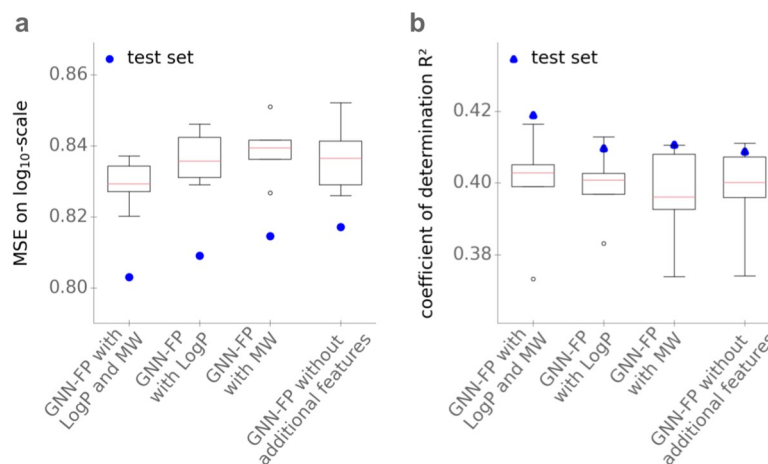 a
MSE on log₁₀-scale
test set
0.86
0.84
0.82
0.80
GNN-FP with
LogP and MW
GNN-FP
with LogP
GNN-FP
with MW
GNN-FP without
additional features
b
coefficient of determination R²
test set
0.42
0.40
0.38
GNN-FP with
LogP and MW
GNN-FP
with LogP
GNN-FP
with MW
GNN-FP without
additional features